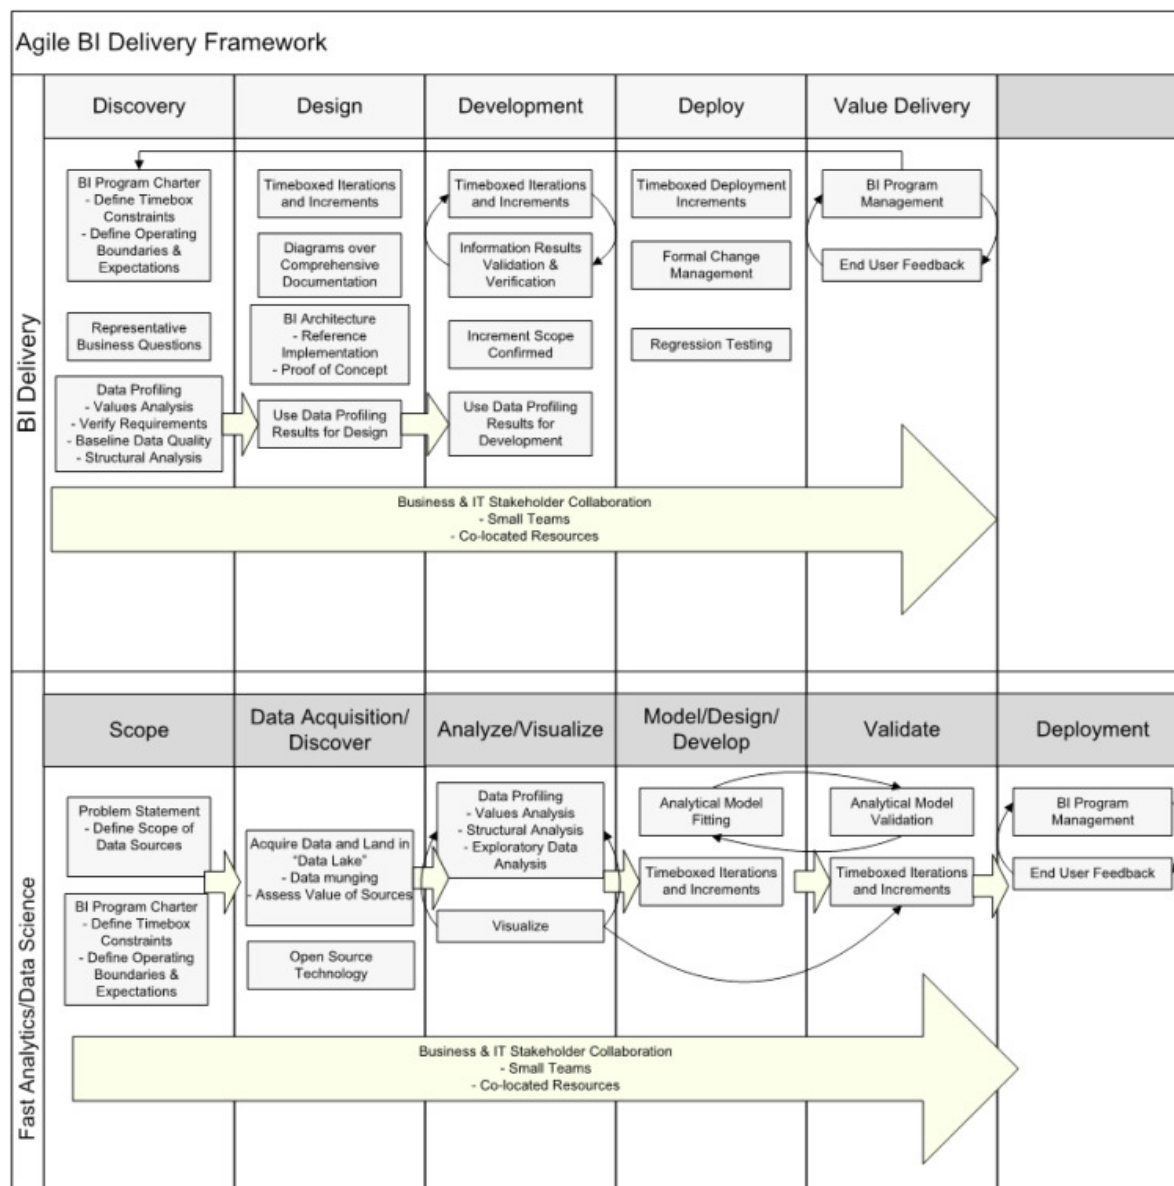 Agile BI Delivery Framework
BI Delivery
Discovery
Design
Development
Deploy
Value Delivery
BI Program Charter
- Define Timebox
Constraints
- Define Operating
Boundaries &
Expectations
Representative
Business Questions
Data Profiling
- Values Analysis
- Verify Requirements
- Baseline Data Quality
- Structural Analysis
Timeboxed Iterations
and Increments
Diagrams over
Comprehensive
Documentation
BI Architecture
- Reference
Implementation
- Proof of Concept
Use Data Profiling
Results for Design
Timeboxed Iterations
and Increments
Information Results
Validation &
Verification
Increment Scope
Confirmed
Use Data Profiling
Results for
Development
Timeboxed Deployment
Increments
Formal Change
Management
Regression Testing
BI Program
Management
End User Feedback
Business & IT Stakeholder Collaboration
- Small Teams
- Co-located Resources
Fast Analytics/Data Science
Scope
Data Acquisition/
Discover
Analyze/Visualize
Model/Design/
Develop
Validate
Deployment
Problem Statement
- Define Scope of
Data Sources
BI Program Charter
- Define Timebox
Constraints
- Define Operating
Boundaries &
Expectations
Acquire Data and Land in
"Data Lake"
- Data munging
- Assess Value of Sources
Open Source
Technology
Data Profiling
- Values Analysis
- Structural Analysis
- Exploratory Data
Analysis
Visualize
Analytical Model
Fitting
Timeboxed Iterations
and Increments
Analytical Model
Validation
Timeboxed Iterations
and Increments
BI Program
Management
End User Feedback
Business & IT Stakeholder Collaboration
- Small Teams
- Co-located Resources